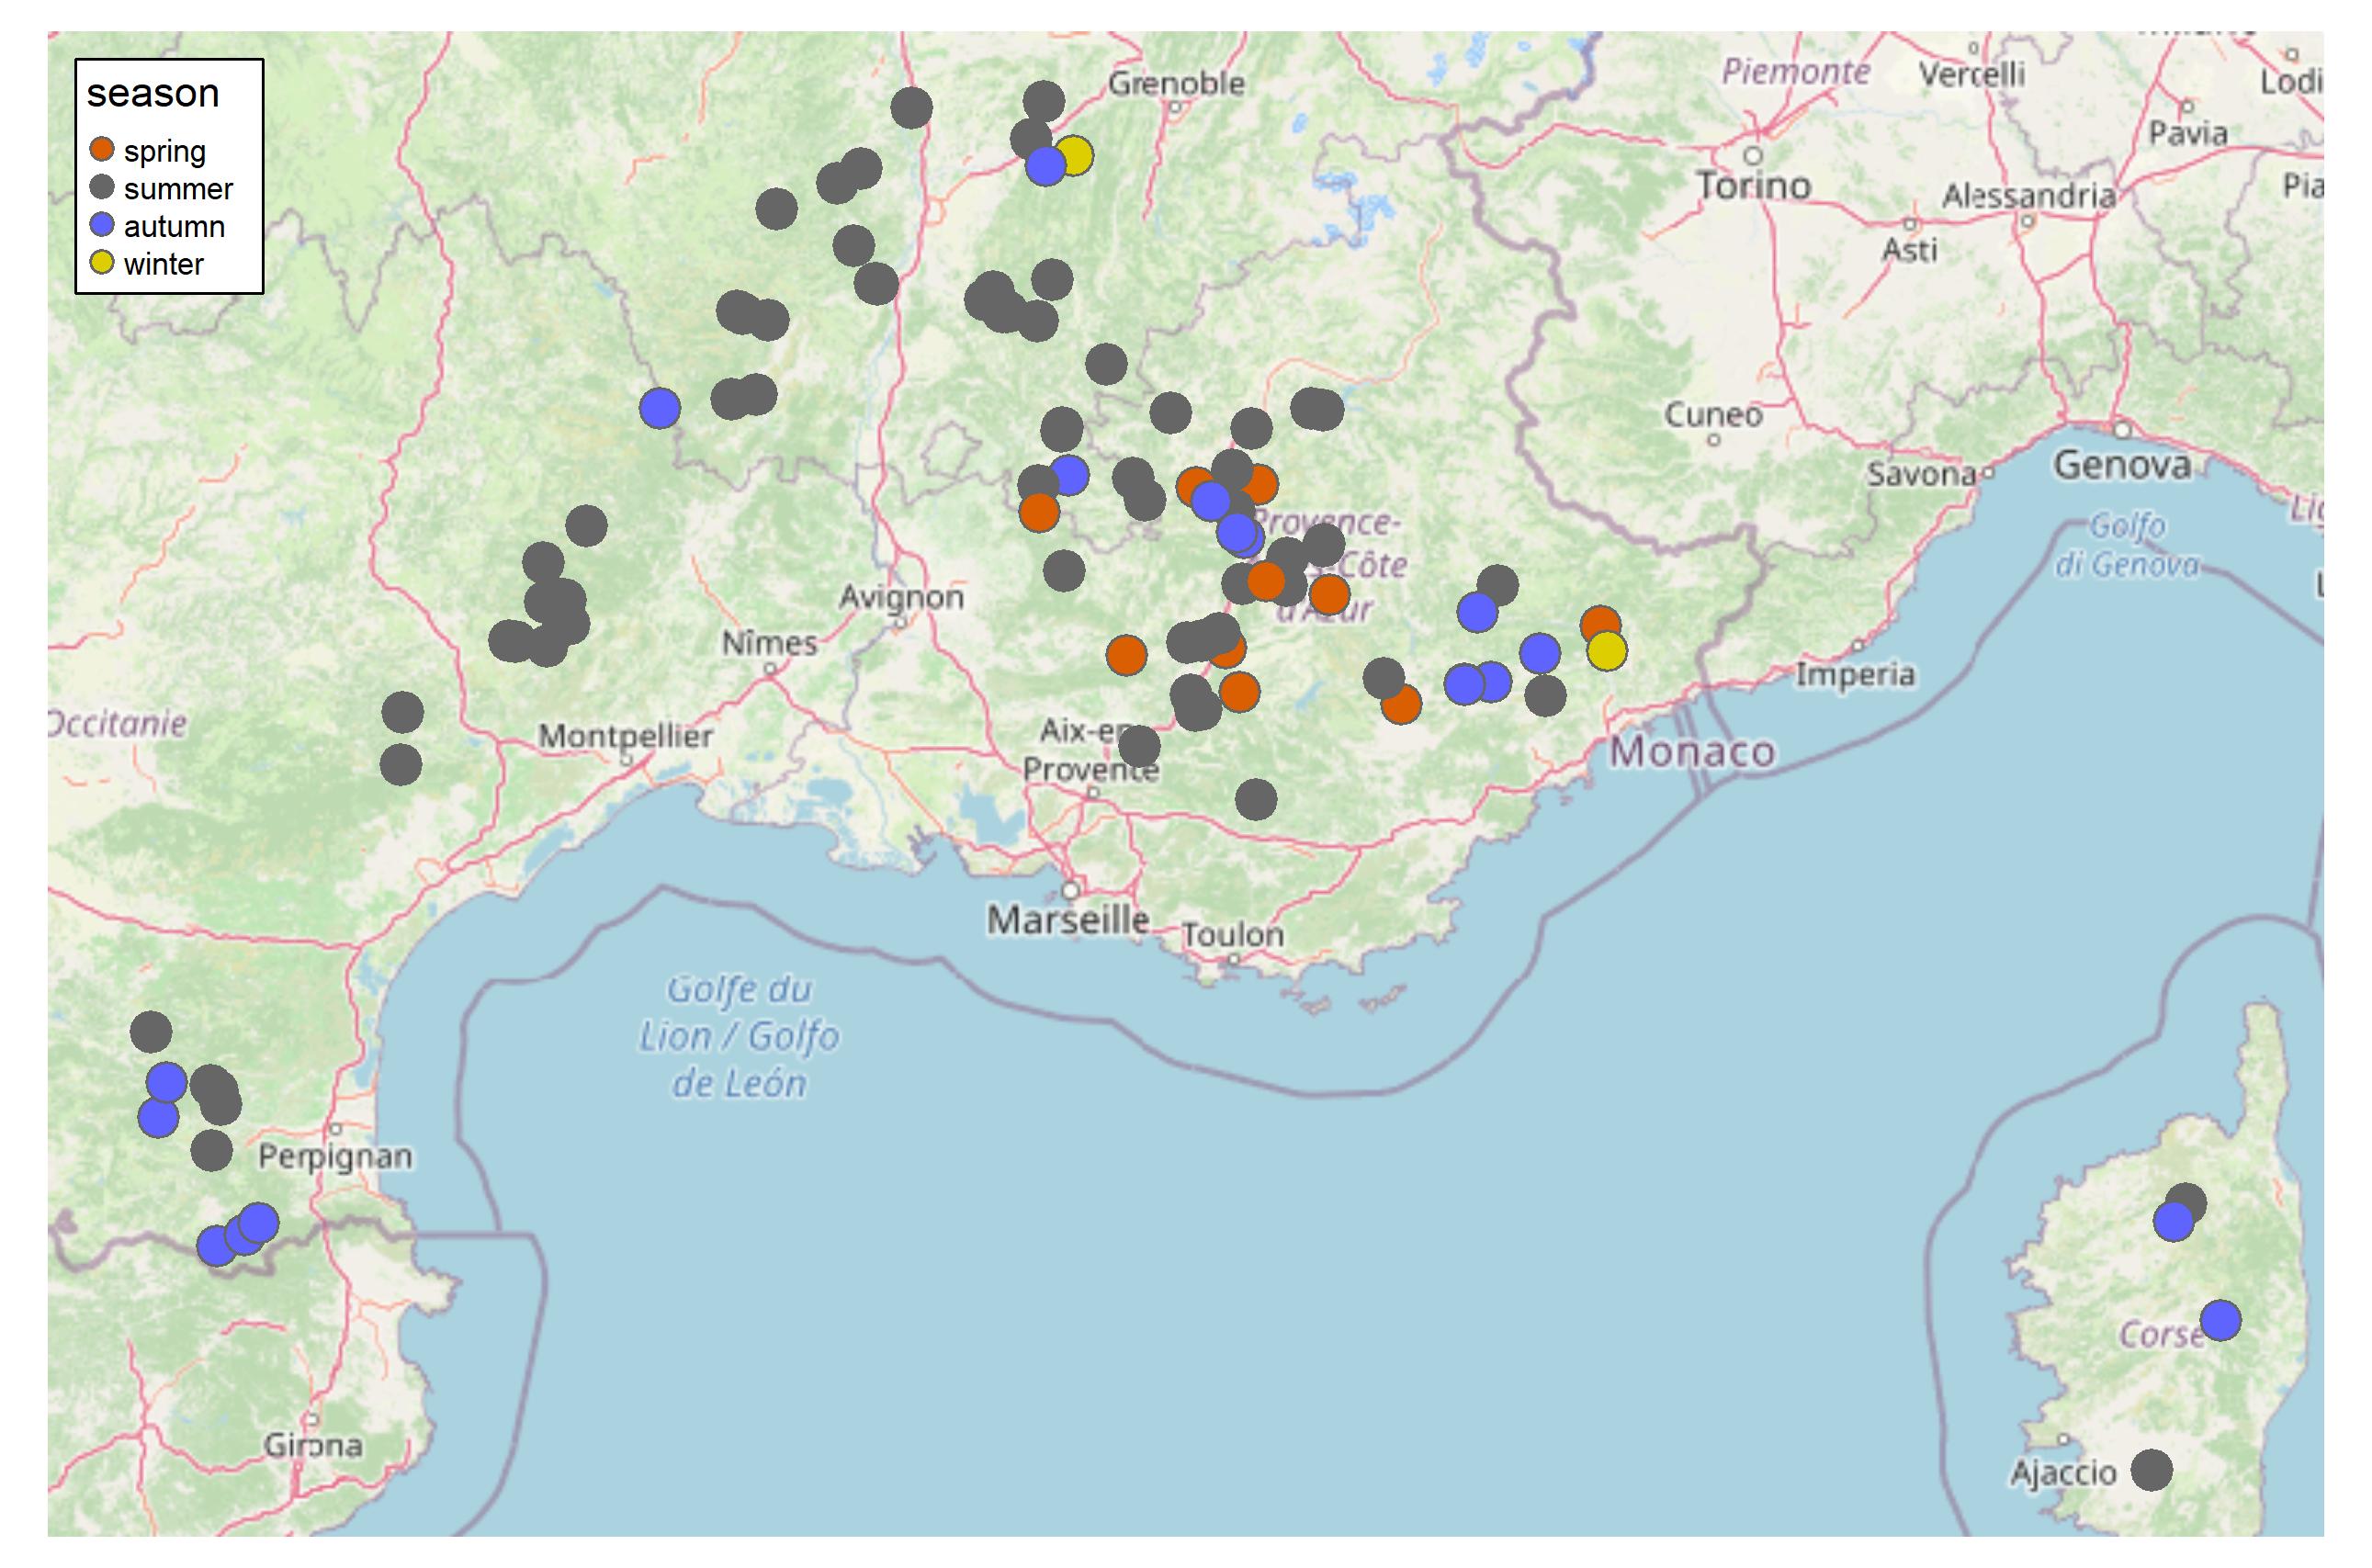 season
spring
summer
autumn
winter
Grenoble
Piemonte
Vercelli
Lodi
Pavia
Torino
Alessandria
Pia
Asti
Cuneo
Savona
Genova
Golfo
di Genova
Provence-
Côte
d'Azur
Avignon
Nîmes
Imperia
Occitanie
Montpellier
Aix-en
Provence
Monaco
Marseille
Toulon
Golfe du
Lion / Golfo
de León
Perpignan
Corse
Girona
Ajaccio